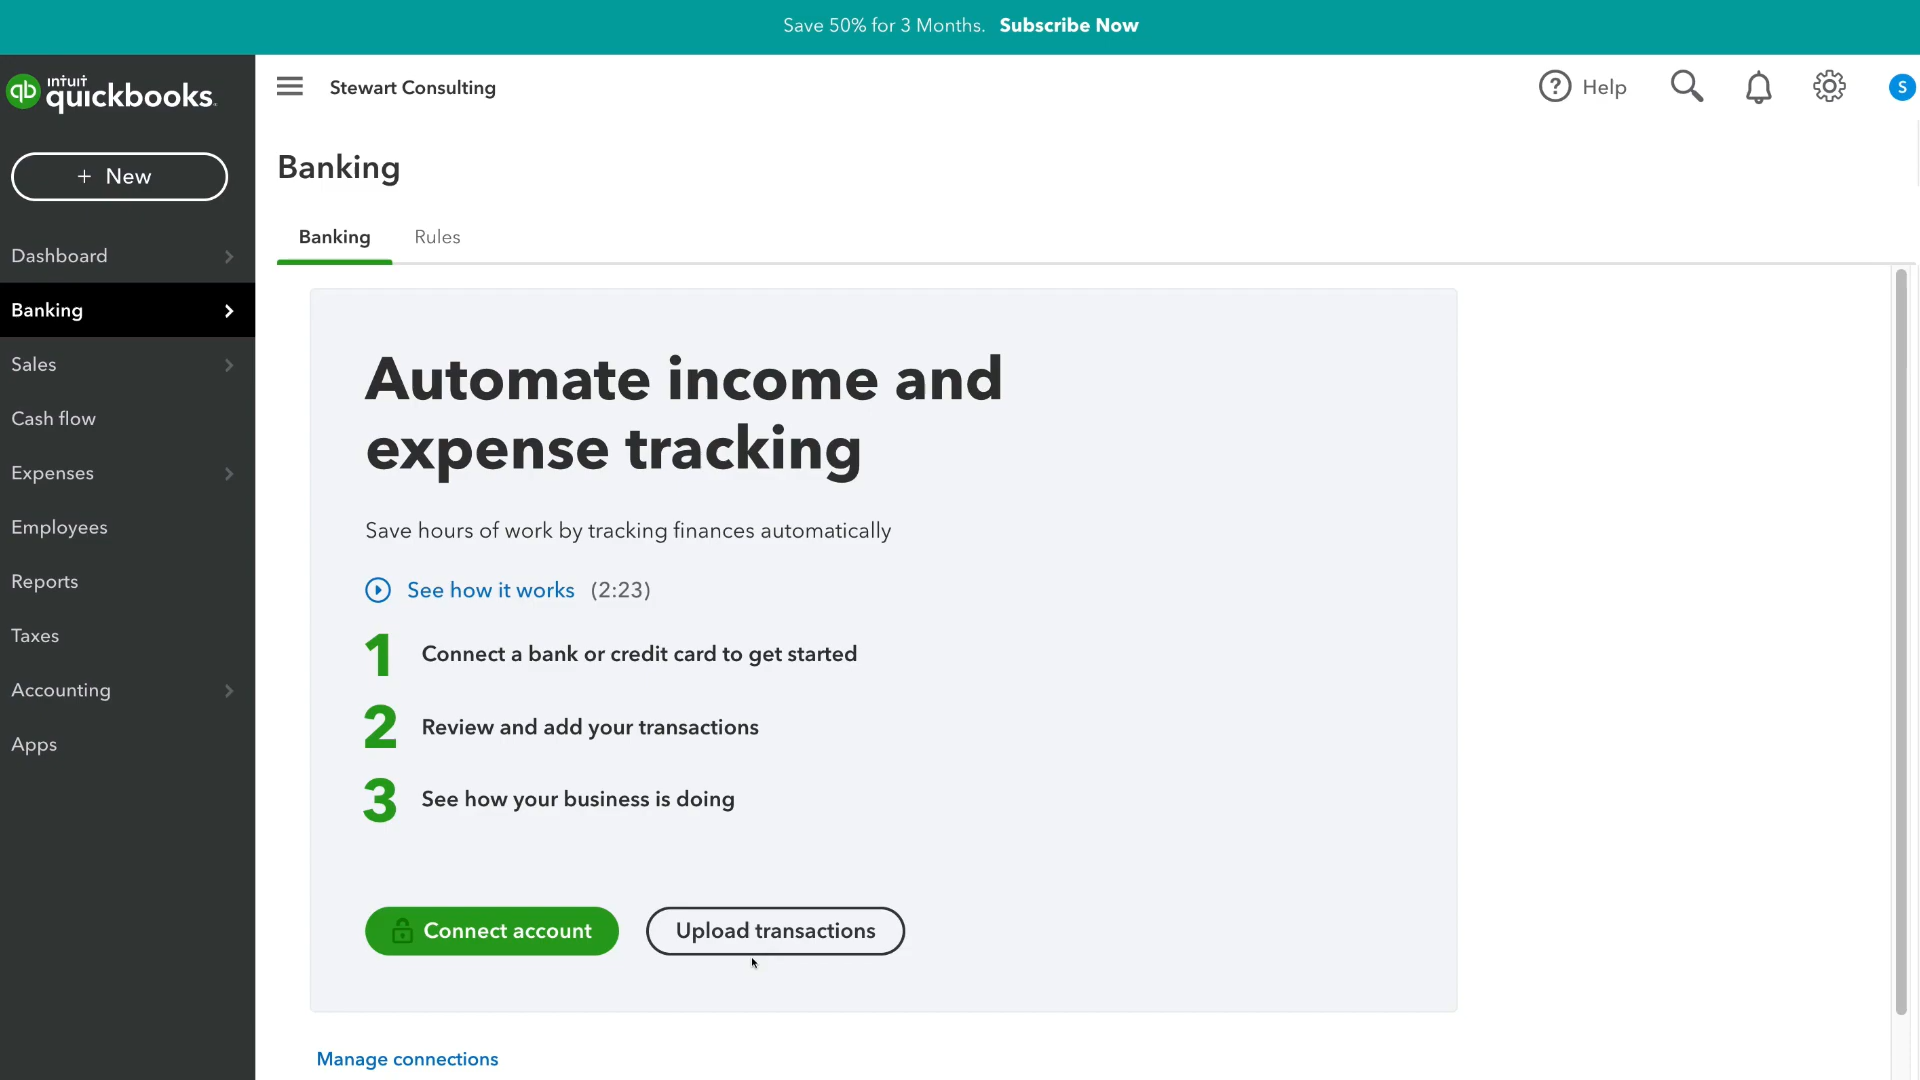 Save 50% for 3 Months. Subscribe Now
ıntuıt
qb quickbooks.
Stewart Consulting
? Help
S
+ New
Banking
Banking Rules
Dashboard
Banking
Sales
Cash flow
Expenses
Employees
Reports
Taxes
Accounting
Apps
Automate income and
expense tracking
Save hours of work by tracking finances automatically
See how it works (2:23)
1 Connect a bank or credit card to get started
2 Review and add your transactions
3 See how your business is doing
Connect account Upload transactions
Manage connections